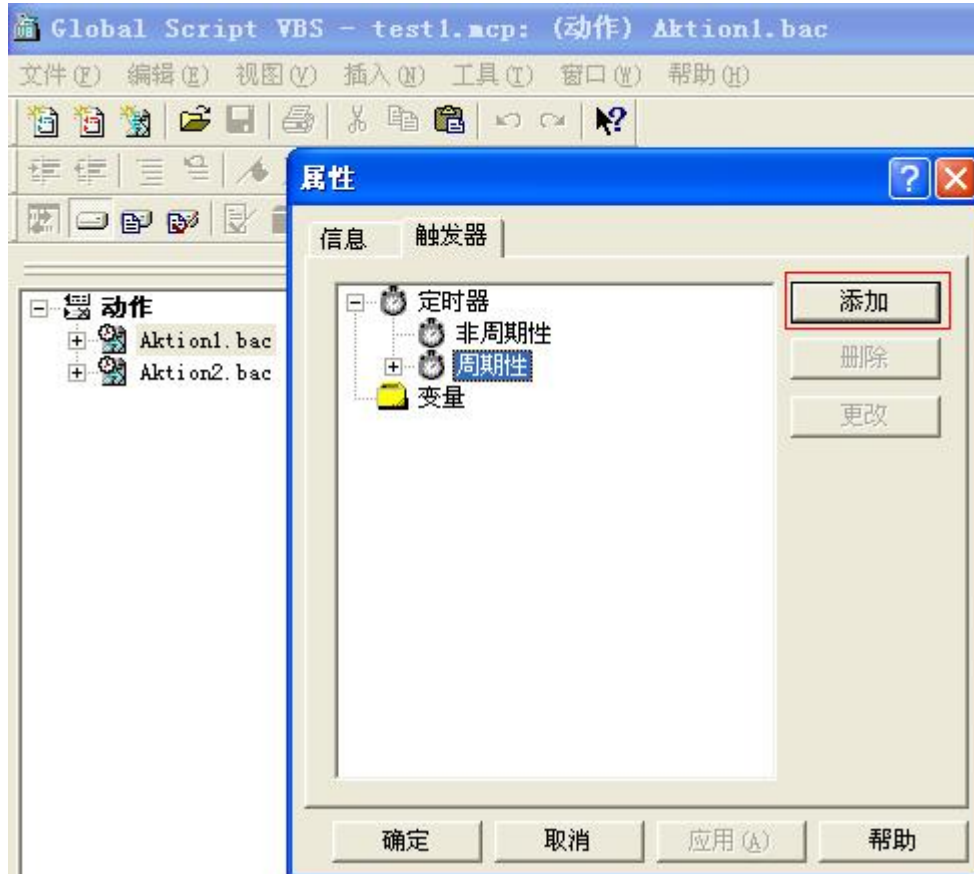 Global Script VBS - test1.mcp: (动作) Aktion1.bac
文件(F) 编辑(E) 视图(V) 插入(N) 工具(T) 窗口(W) 帮助(H)
属性
信息 触发器
动作
Aktion1.bac
Aktion2.bac
定时器
非周期性
周期性
变量
添加
删除
更改
确定 取消 应用(A) 帮助